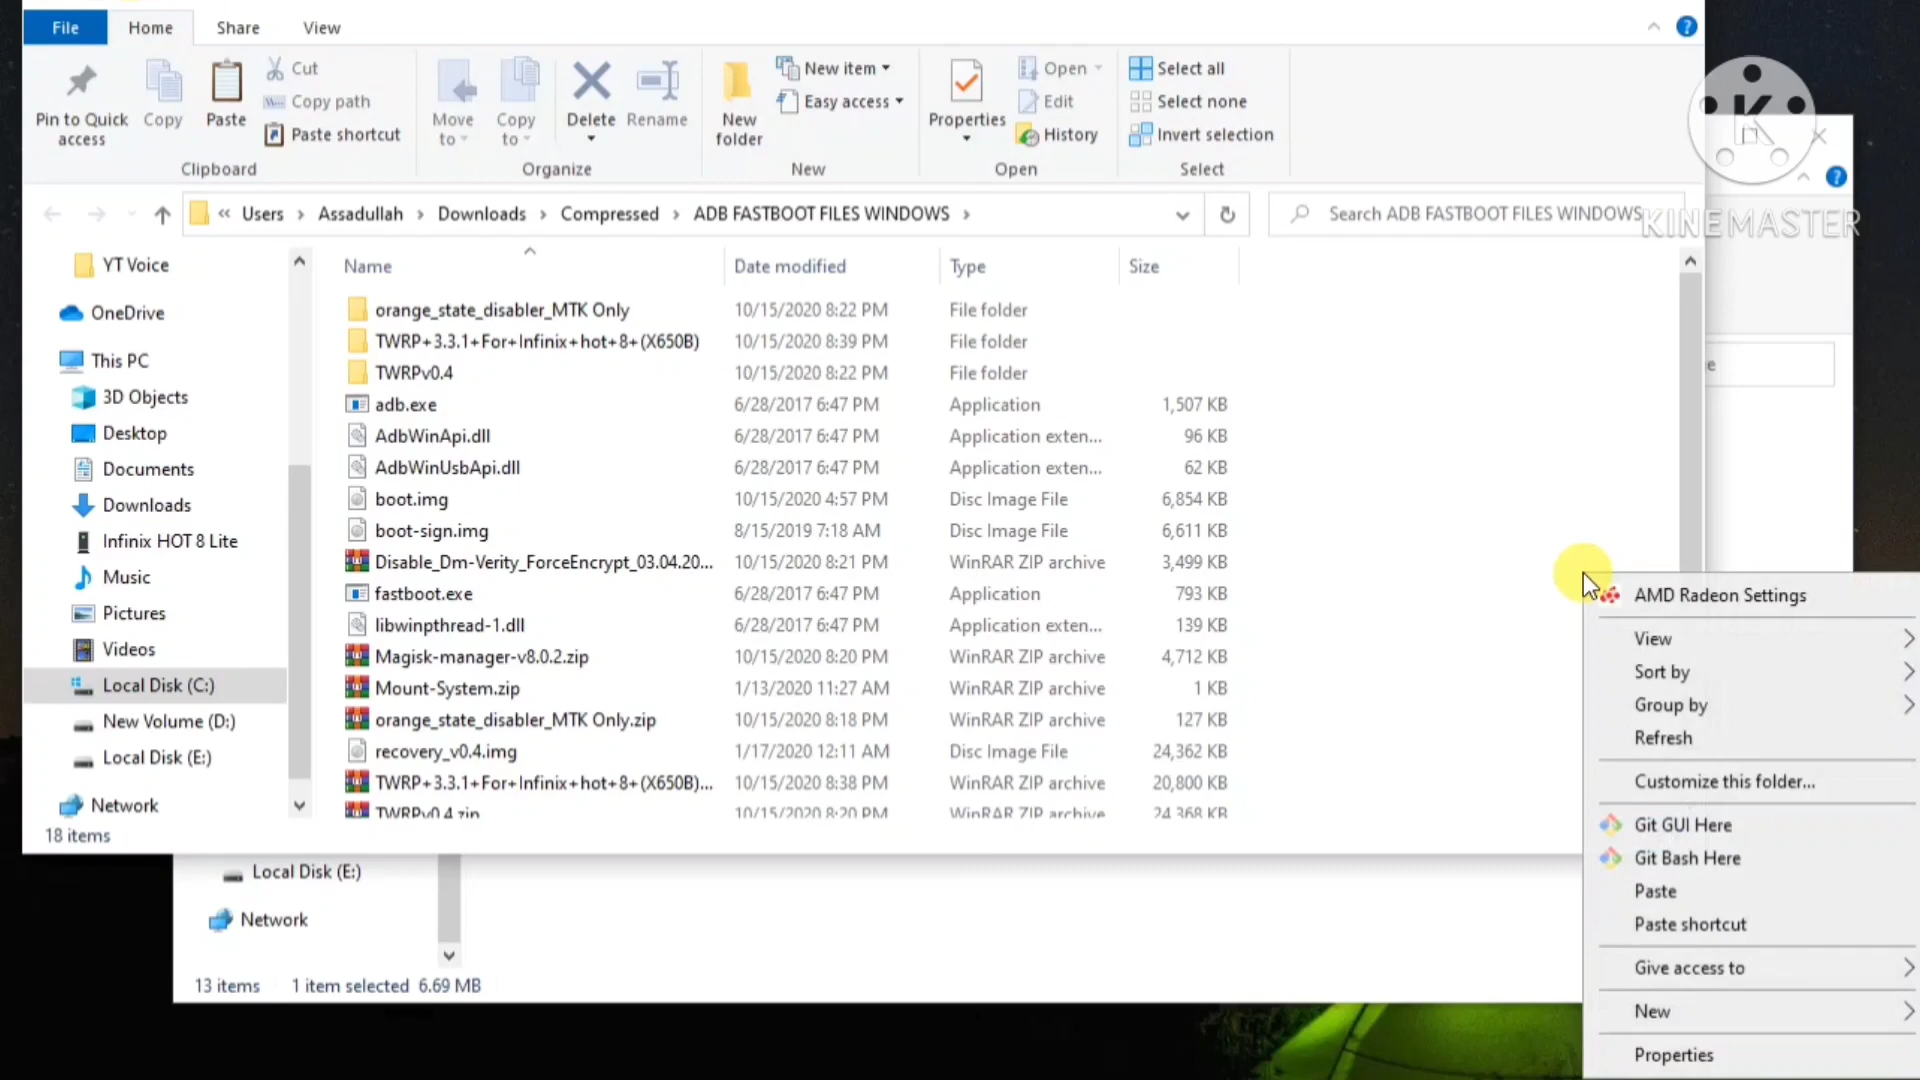 File Home Share View
Pin to Quick access
Copy
Paste
Cut
Copy path
Paste shortcut
Clipboard
Move to
Copy to
Delete
Rename
Organize
New folder
New item
Easy access
New
Properties
Open
Edit
History
Open
Select all
Select none
Invert selection
Select
K
KINEMASTER
« Users › Assadullah › Downloads › Compressed › ADB FASTBOOT FILES WINDOWS ›
Search ADB FASTBOOT FILES WINDOWS
YT Voice
OneDrive
This PC
3D Objects
Desktop
Documents
Downloads
Infinix HOT 8 Lite
Music
Pictures
Videos
Local Disk (C:)
New Volume (D:)
Local Disk (E:)
Network
18 items
Name Date modified Type Size
orange_state_disabler_MTK Only 10/15/2020 8:22 PM File folder
TWRP+3.3.1+For+Infinix+hot+8+(X650B) 10/15/2020 8:39 PM File folder
TWRPv0.4 10/15/2020 8:22 PM File folder
adb.exe 6/28/2017 6:47 PM Application 1,507 KB
AdbWinApi.dll 6/28/2017 6:47 PM Application exten... 96 KB
AdbWinUsbApi.dll 6/28/2017 6:47 PM Application exten... 62 KB
boot.img 10/15/2020 4:57 PM Disc Image File 6,854 KB
boot-sign.img 8/15/2019 7:18 AM Disc Image File 6,611 KB
Disable_Dm-Verity_ForceEncrypt_03.04.20... 10/15/2020 8:21 PM WinRAR ZIP archive 3,499 KB
fastboot.exe 6/28/2017 6:47 PM Application 793 KB
libwinpthread-1.dll 6/28/2017 6:47 PM Application exten... 139 KB
Magisk-manager-v8.0.2.zip 10/15/2020 8:20 PM WinRAR ZIP archive 4,712 KB
Mount-System.zip 1/13/2020 11:27 AM WinRAR ZIP archive 1 KB
orange_state_disabler_MTK Only.zip 10/15/2020 8:18 PM WinRAR ZIP archive 127 KB
recovery_v0.4.img 1/17/2020 12:11 AM Disc Image File 24,362 KB
TWRP+3.3.1+For+Infinix+hot+8+(X650B)... 10/15/2020 8:38 PM WinRAR ZIP archive 20,800 KB
TWRPv0.4.zip 10/15/2020 8:20 PM WinRAR ZIP archive 24,368 KB
AMD Radeon Settings
View
Sort by
Group by
Refresh
Customize this folder...
Git GUI Here
Git Bash Here
Paste
Paste shortcut
Give access to
New
Properties
Local Disk (E:)
Network
13 items 1 item selected 6.69 MB